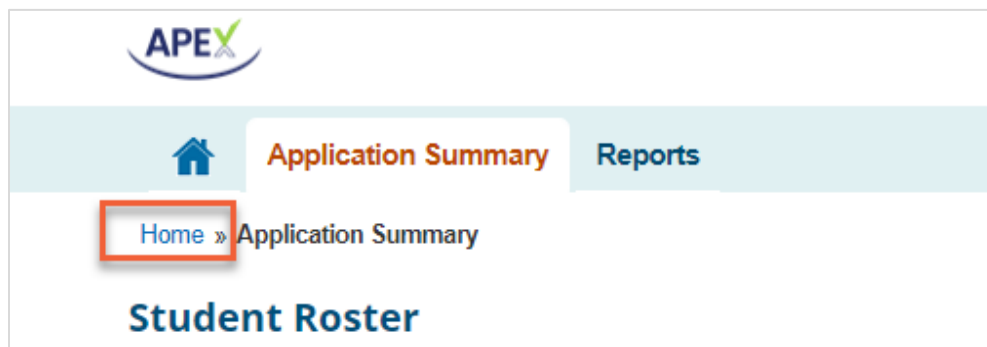 APEX
Application Summary Reports
Home » Application Summary
Student Roster